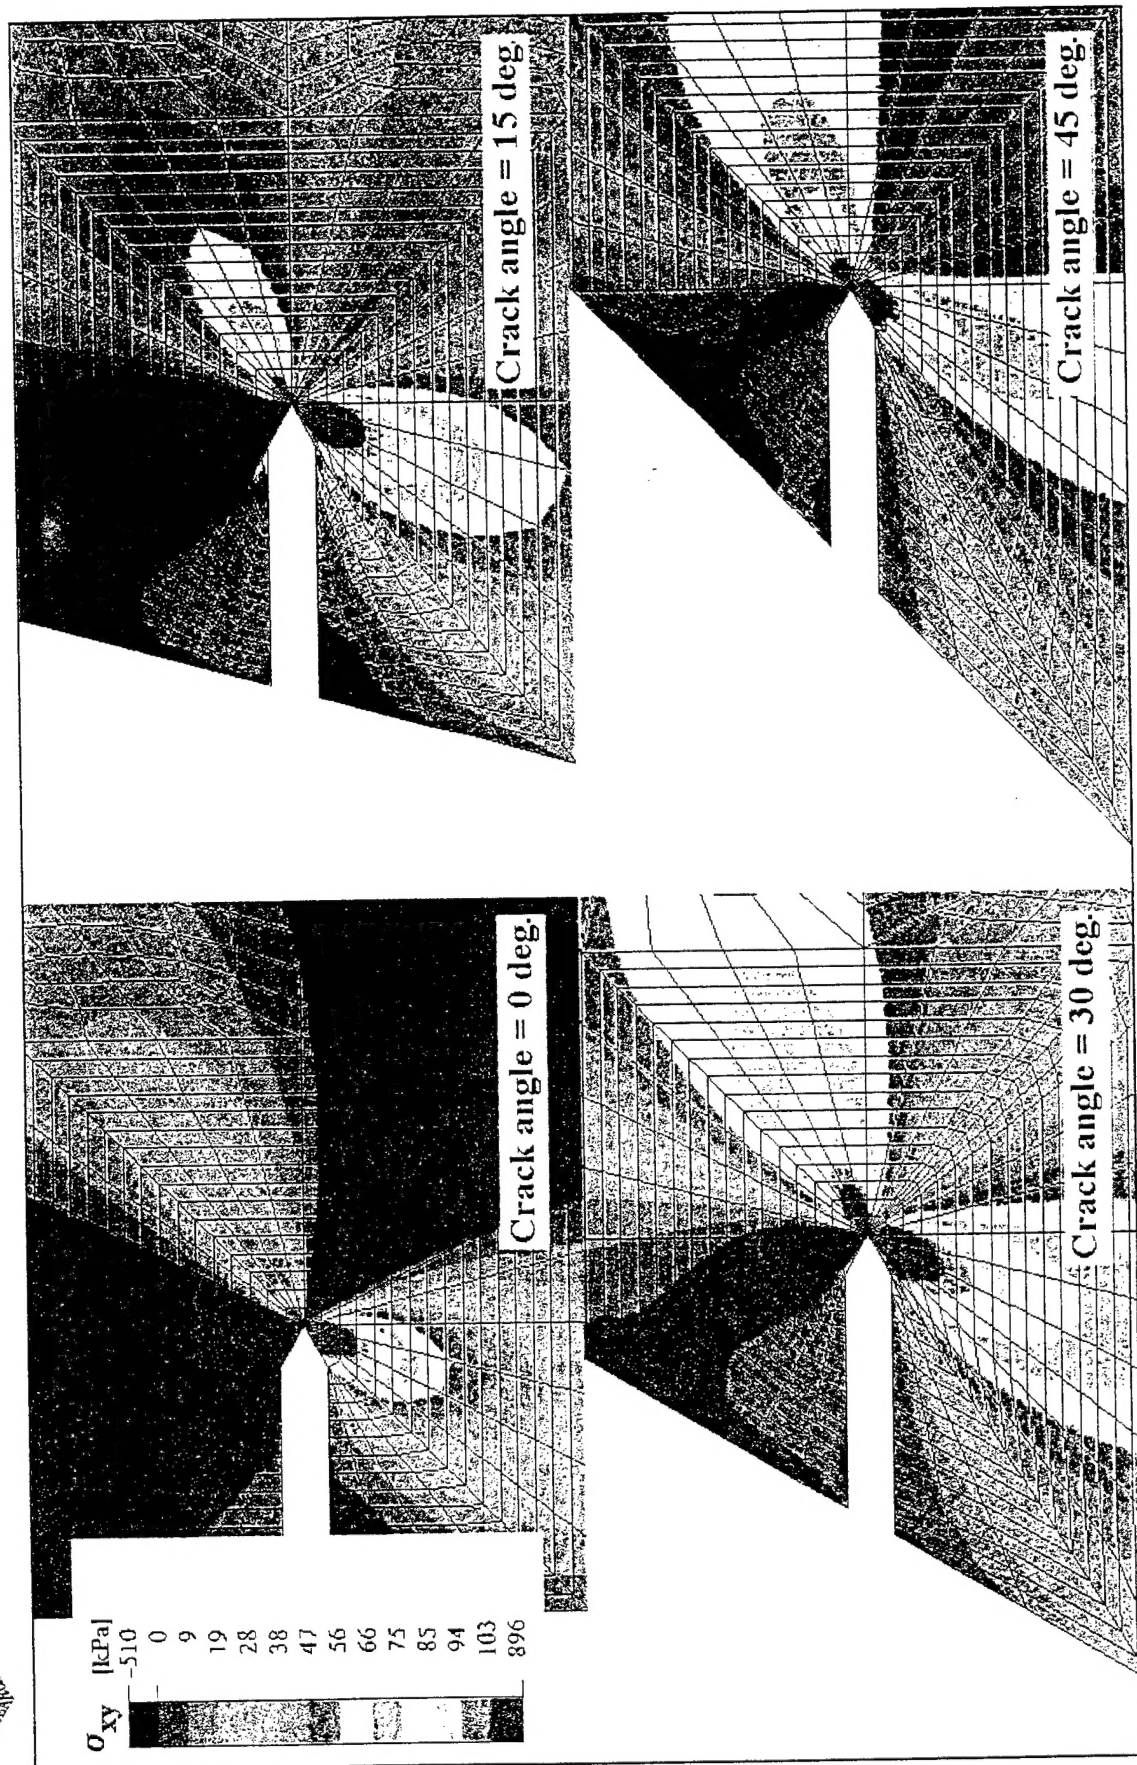 σxy
[kPa]
-510
0
9
19
28
38
47
56
66
75
85
94
103
896
Crack angle = 0 deg.
Crack angle = 15 deg.
Crack angle = 30 deg.
Crack angle = 45 deg.